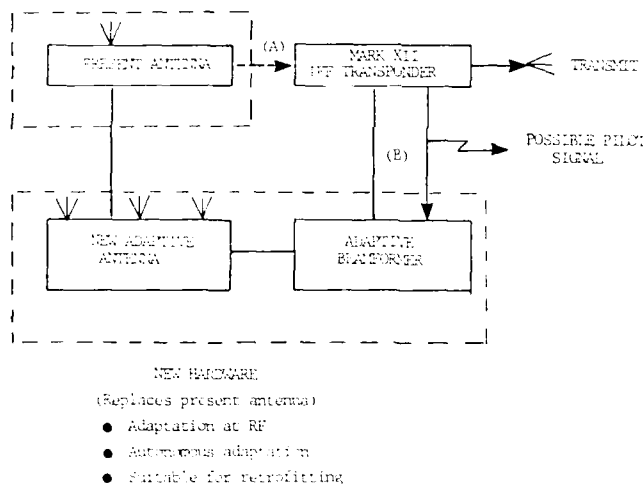 (A)
PRESENT ANTENNA
MARK XII
IFF TRANSPONDER
TRANSMIT
(B)
POSSIBLE PILOT
SIGNAL
NEW ADAPTIVE
ANTENNA
ADAPTIVE
BEAMFORMER
NEW HARDWARE
(Replaces present antenna)
● Adaptation at RF
● Autonomous adaptation
● Suitable for retrofitting